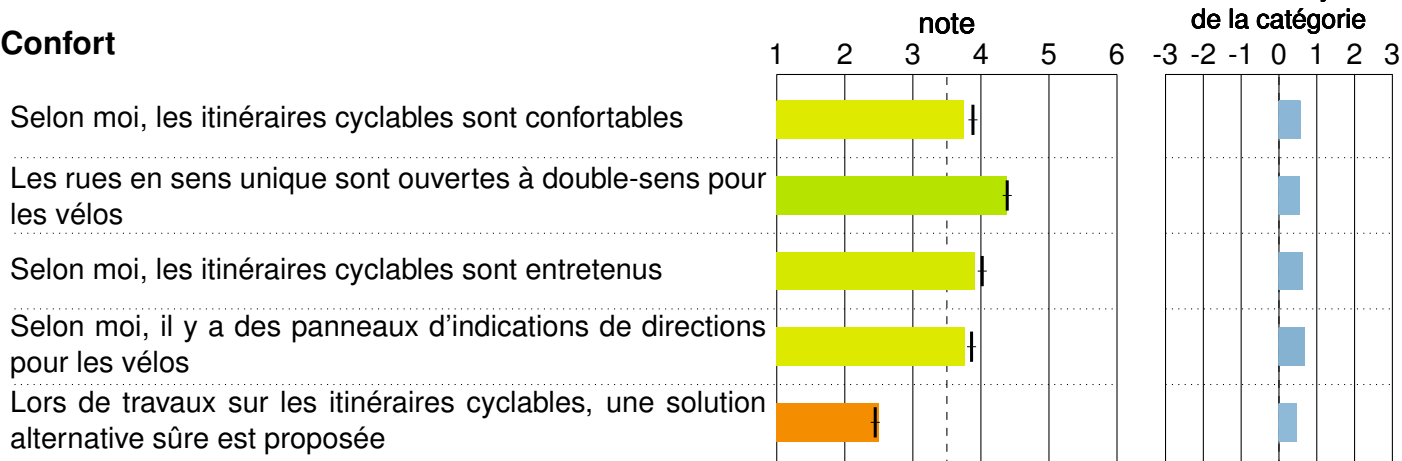 de la catégorie
note
Confort
1 2 3 4 5 6 -3 -2 -1 0 1 2 3
Selon moi, les itinéraires cyclables sont confortables
Les rues en sens unique sont ouvertes à double-sens pour
les vélos
Selon moi, les itinéraires cyclables sont entretenus
Selon moi, il y a des panneaux d'indications de directions
pour les vélos
Lors de travaux sur les itinéraires cyclables, une solution
alternative sûre est proposée